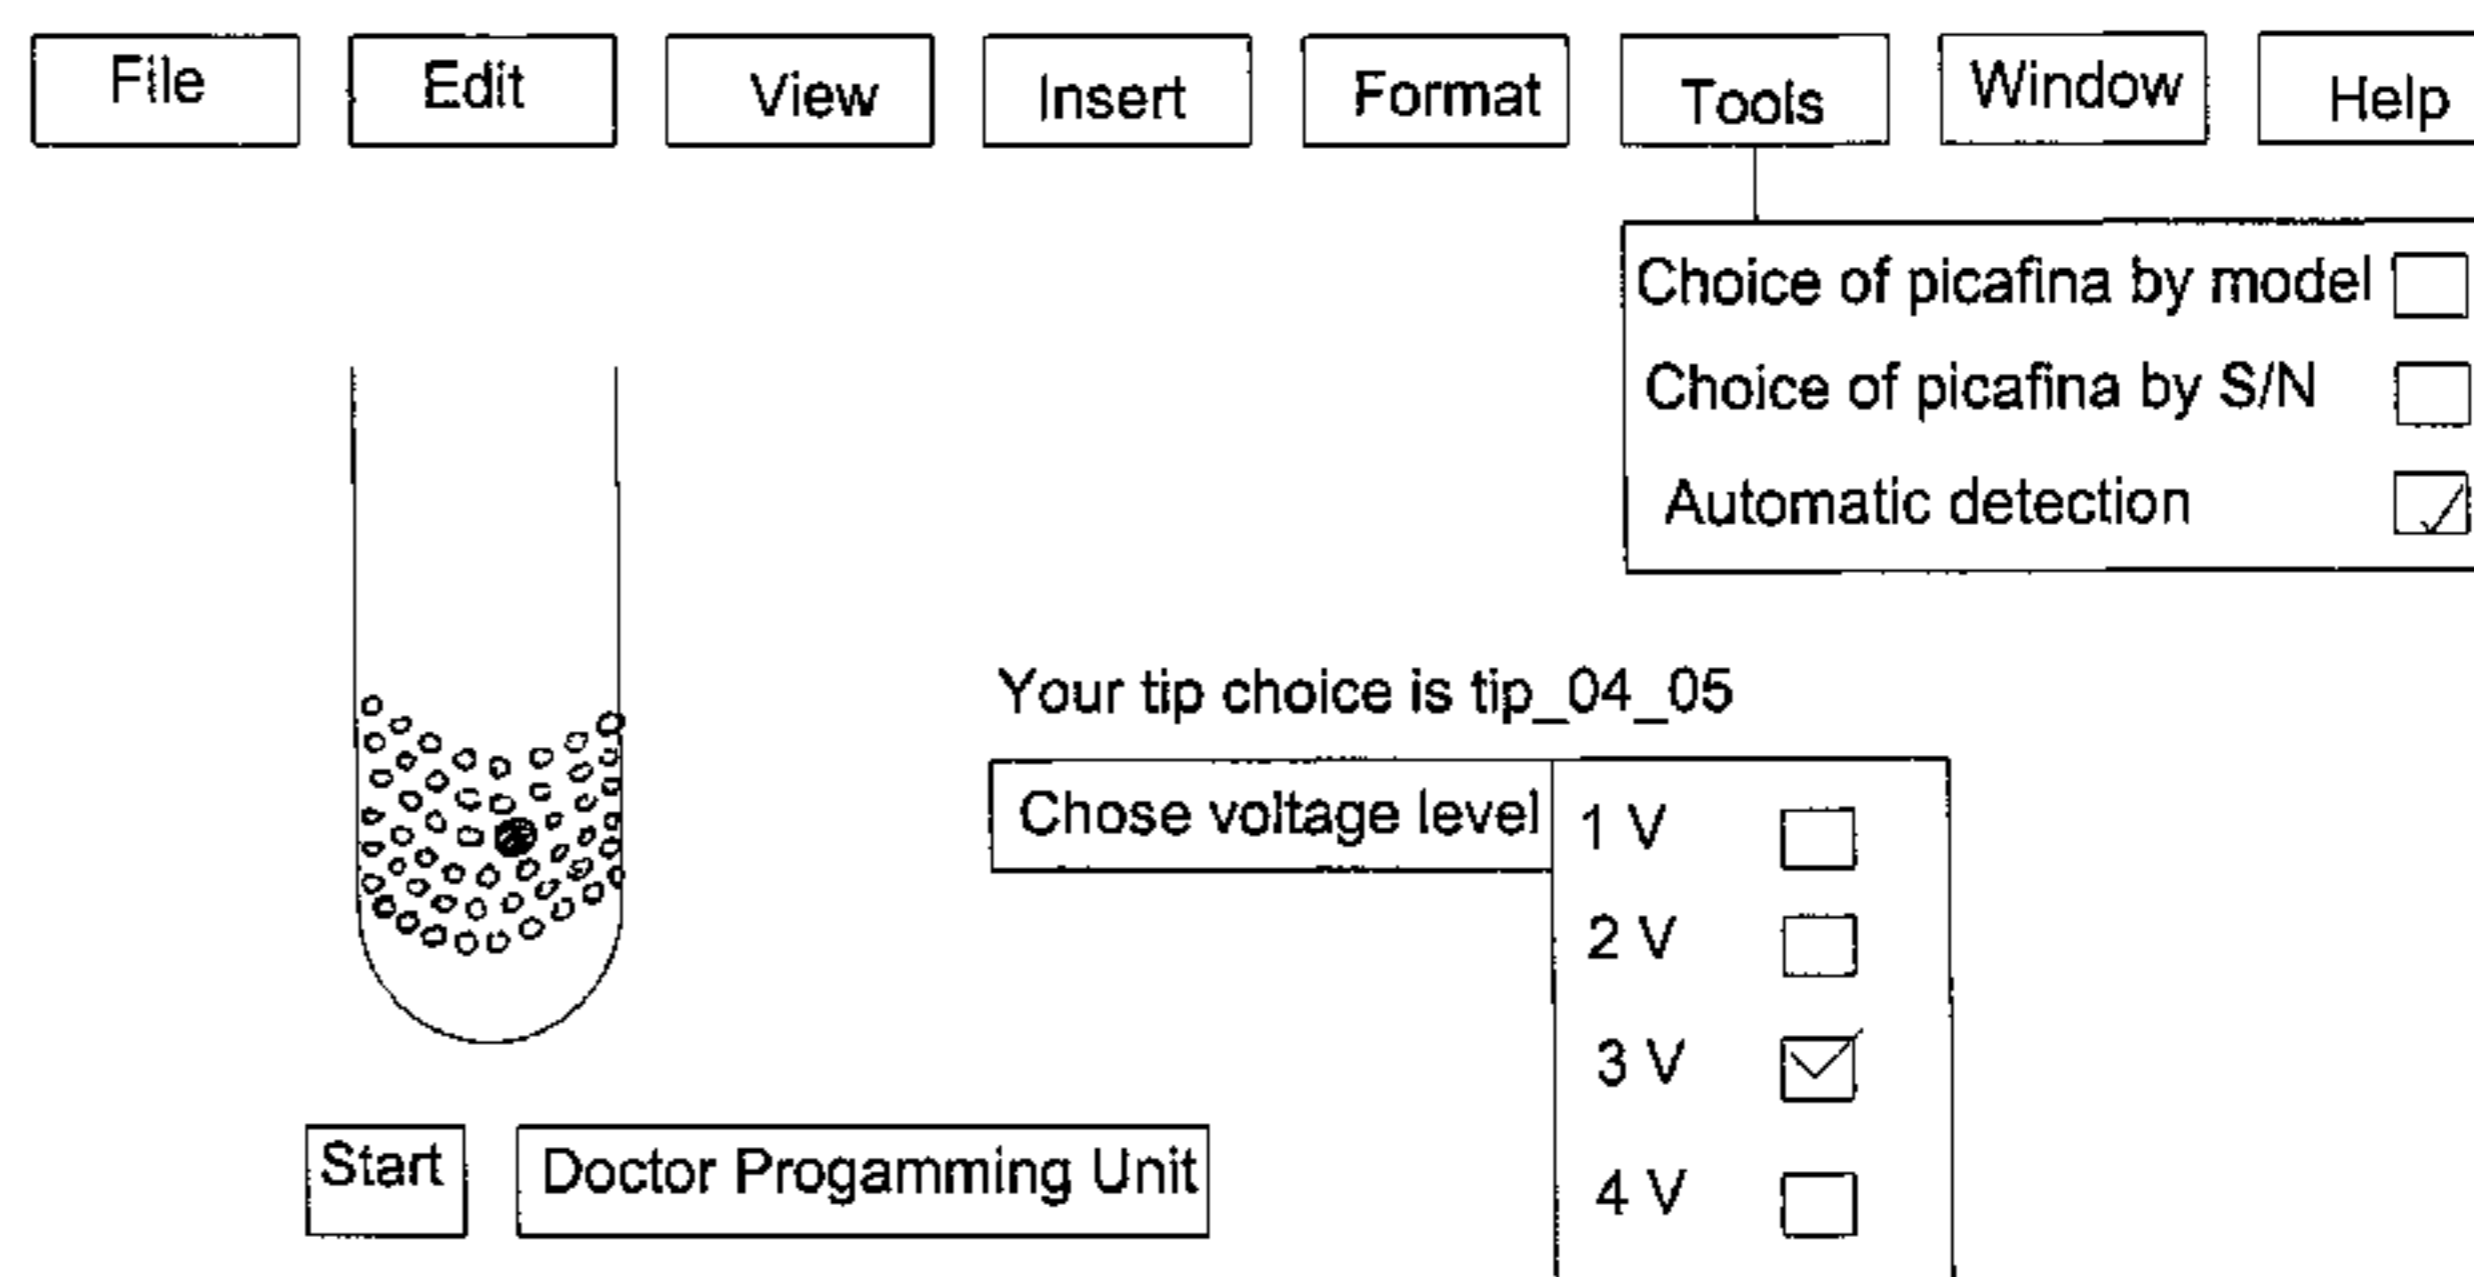 File Edit View Insert Format Tools Window Help
Choice of picafina by model
Choice of picafina by S/N
Automatic detection
Your tip choice is tip_04_05
Chose voltage level
1 V
2 V
3 V
4 V
Start
Doctor Progamming Unit